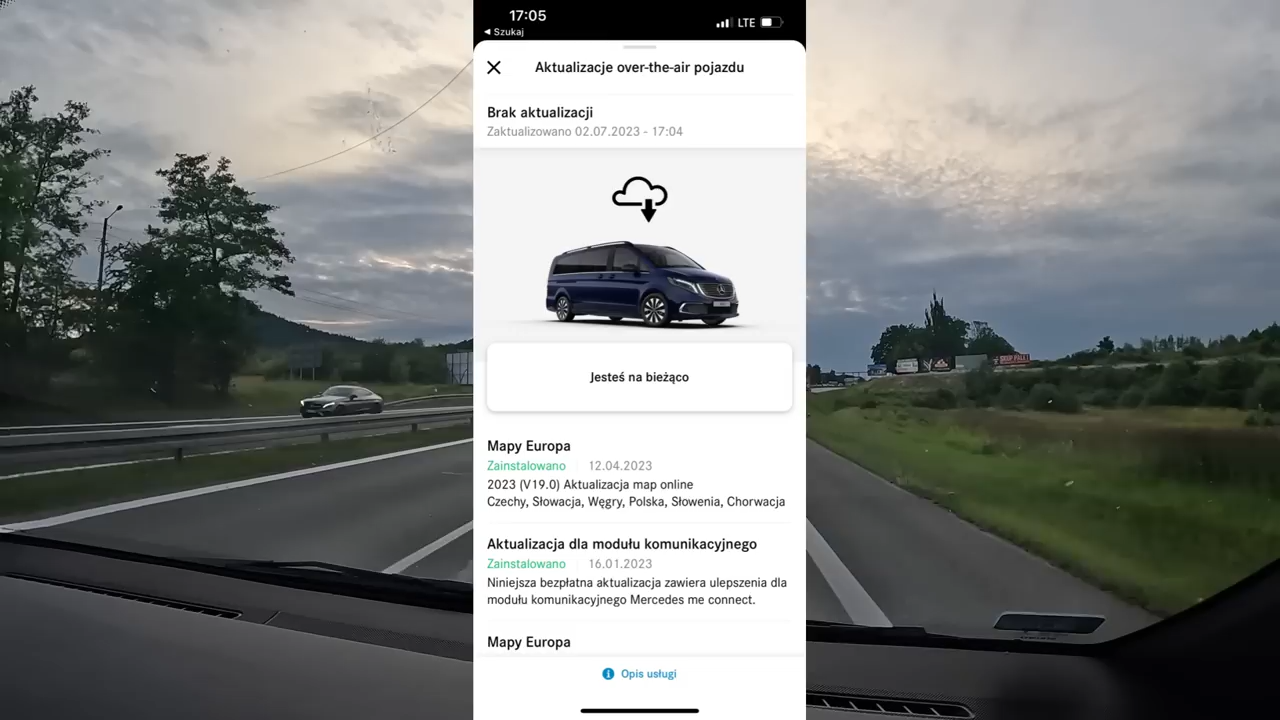 17:05
LTE
◄ Szukaj
Aktualizacje over-the-air pojazdu
Brak aktualizacji
Zaktualizowano 02.07.2023 - 17:04
Jesteś na bieżąco
Mapy Europa
Zainstalowano 12.04.2023
2023 (V19.0) Aktualizacja map online
Czechy, Słowacja, Węgry, Polska, Słowenia, Chorwacja
Aktualizacja dla modułu komunikacyjnego
Zainstalowano 16.01.2023
Niniejsza bezpłatna aktualizacja zawiera ulepszenia dla
modułu komunikacyjnego Mercedes me connect.
Mapy Europa
Opis usługi